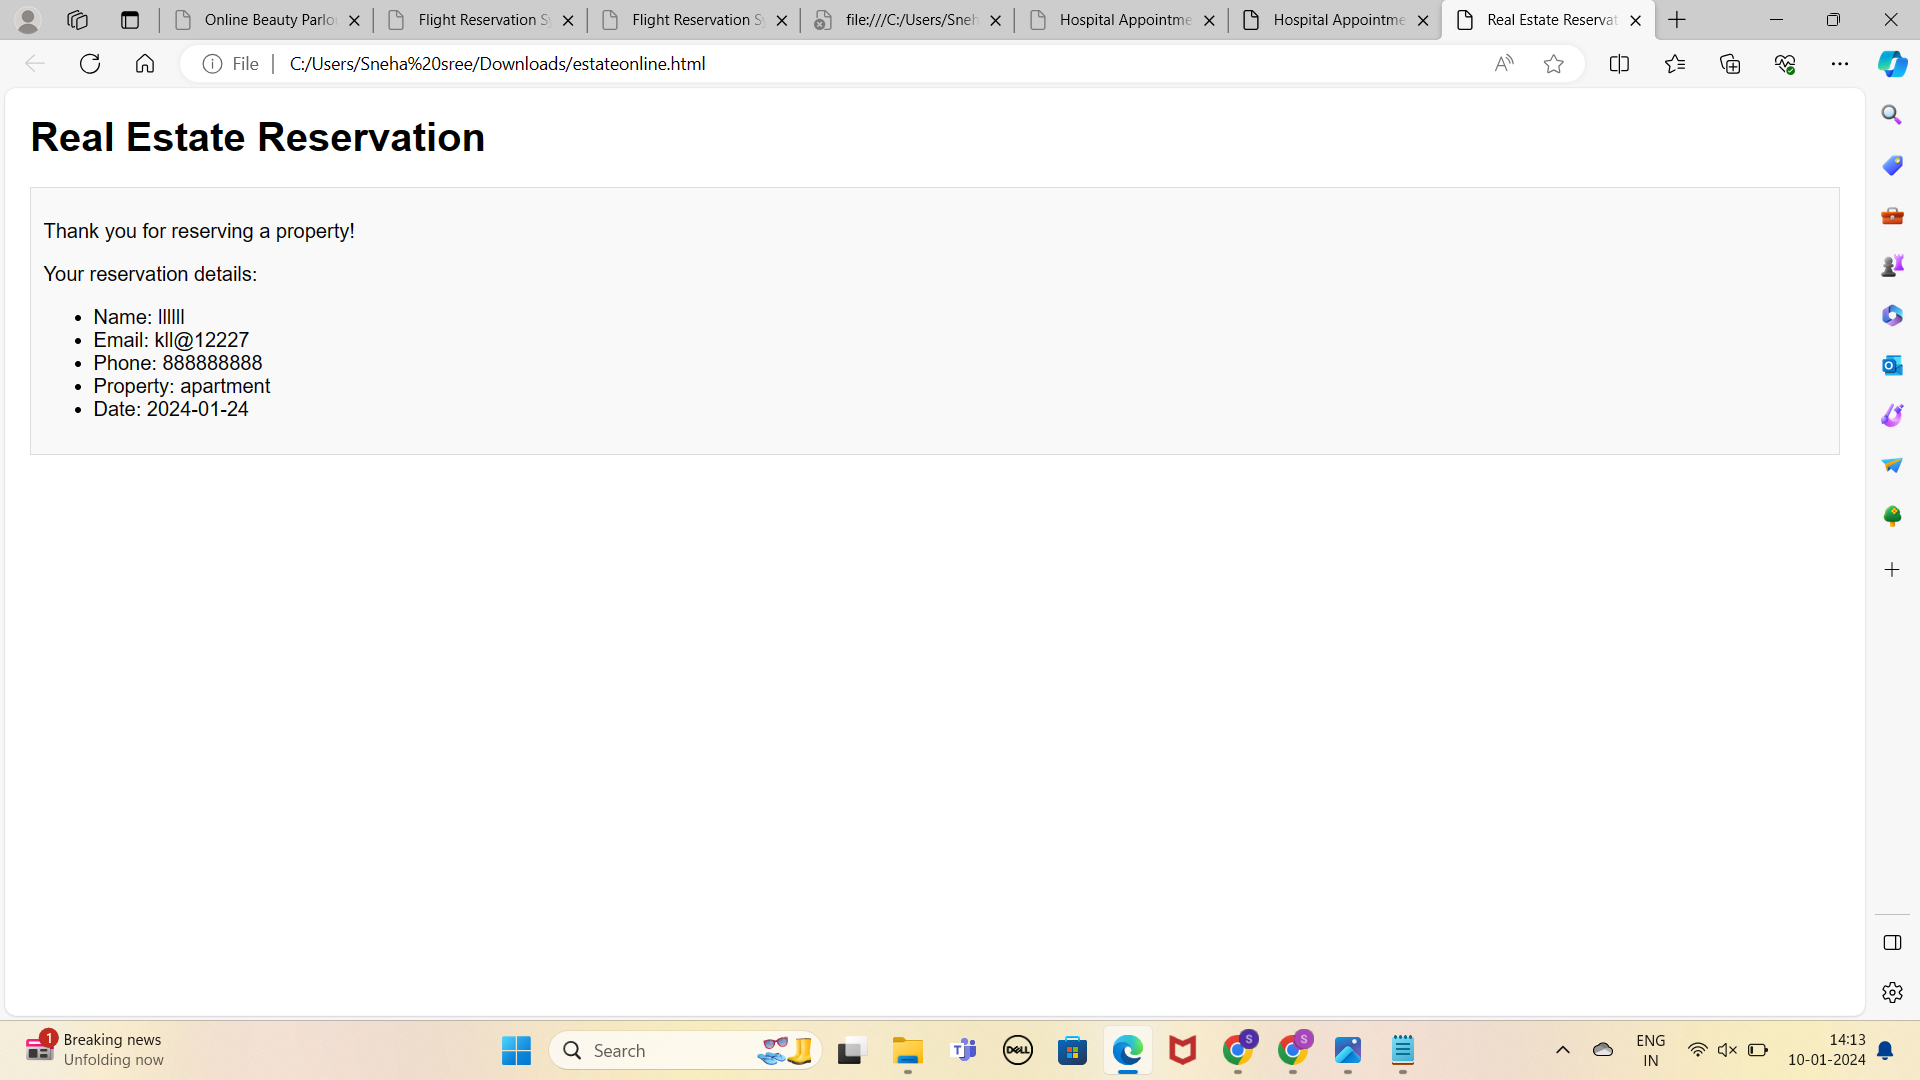 Online Beauty Parlo
Flight Reservation Sy
Flight Reservation Sy
file:///C:/Users/Sneh
Hospital Appointme
Hospital Appointme
Real Estate Reservat
File
C:/Users/Sneha%20sree/Downloads/estateonline.html
Real Estate Reservation
Thank you for reserving a property!
Your reservation details:
• Name: llllll
• Email: kll@12227
• Phone: 888888888
• Property: apartment
• Date: 2024-01-24
1
Breaking news
Unfolding now
Search
DELL
S
S
ENG
IN
14:13
10-01-2024